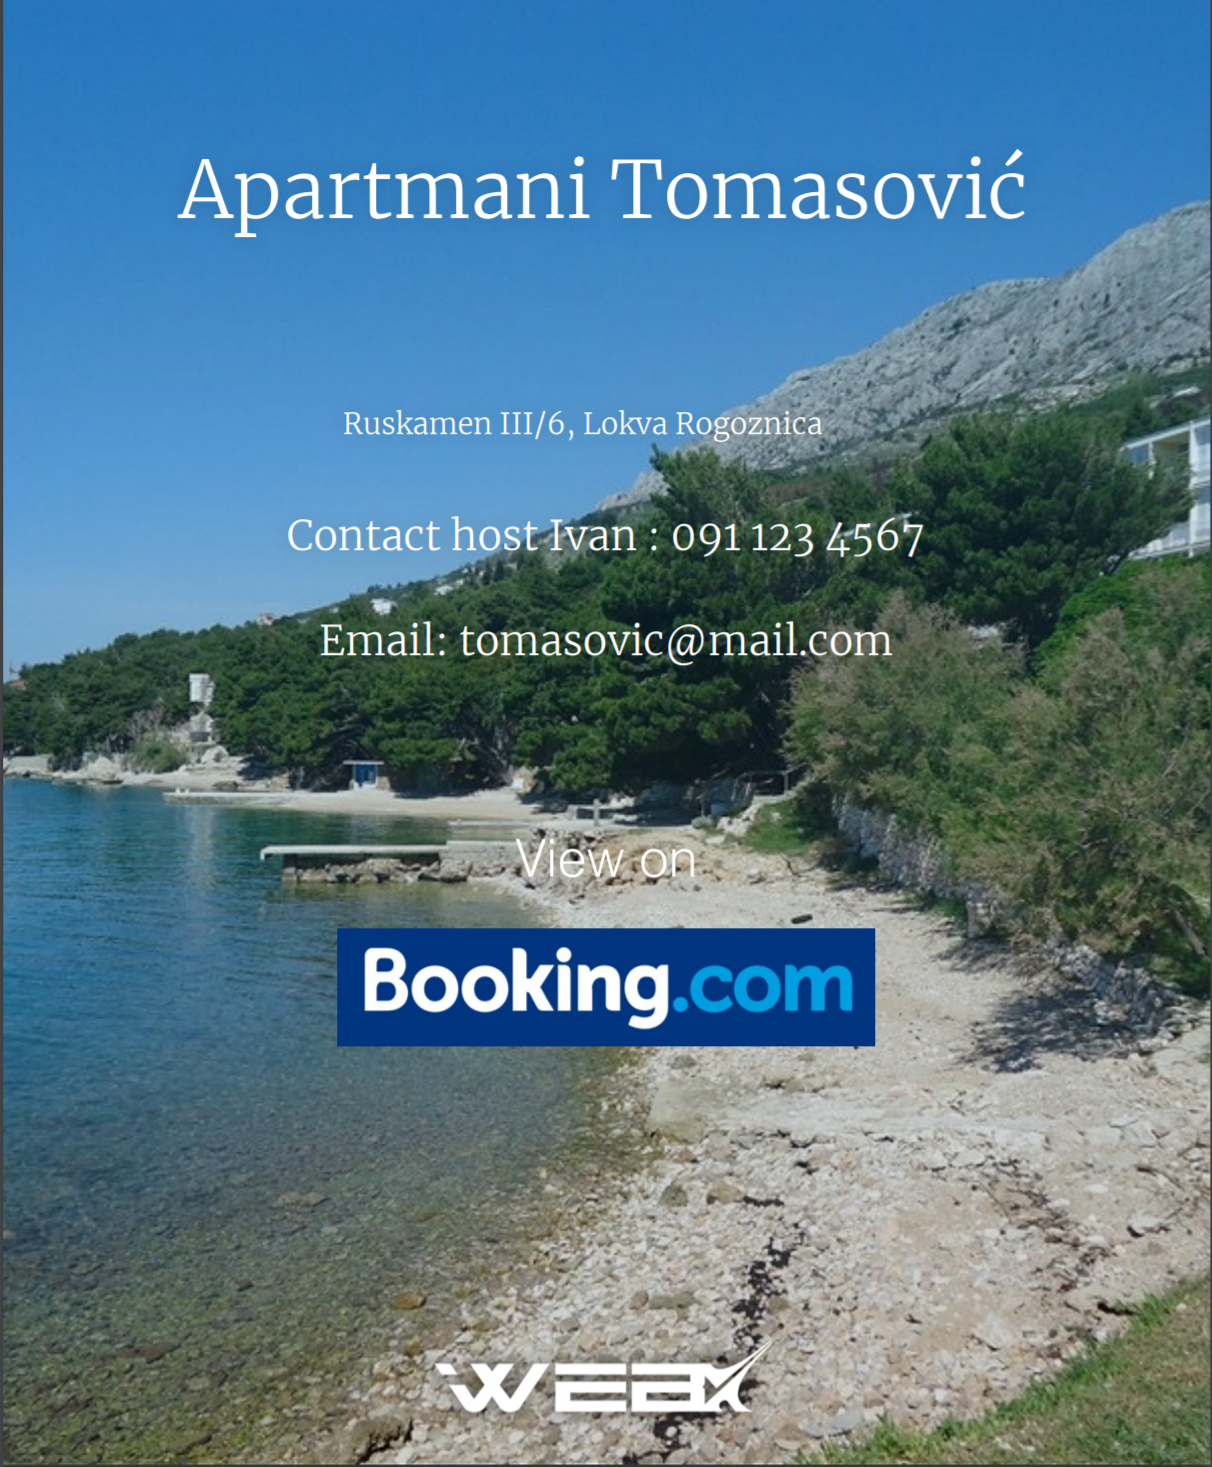 Apartmani Tomasović
Ruskamen III/6, Lokva Rogoznica
Contact host Ivan : 091 123 4567
Email: tomasovic@mail.com
View on
Booking.com
WEBX